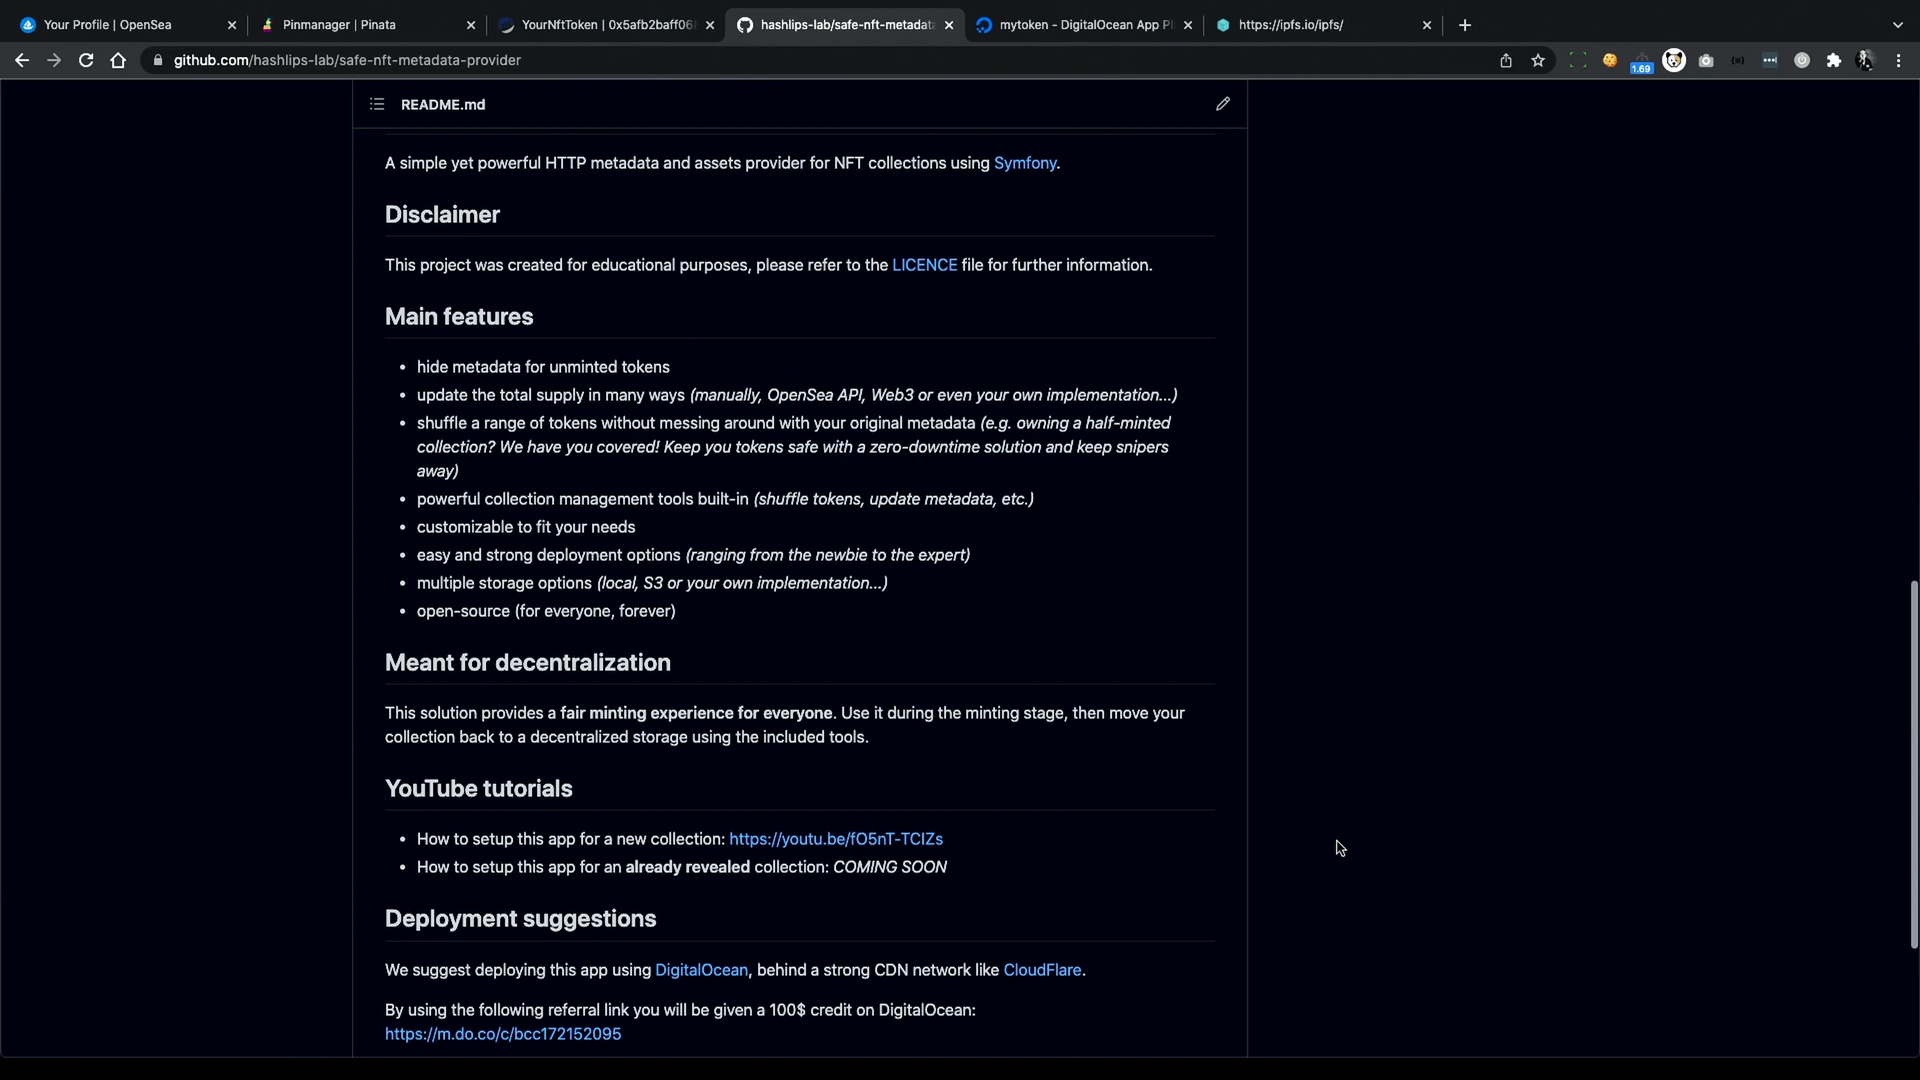 Your Profile | OpenSea
Pinmanager | Pinata
YourNftToken | 0x5afb2baff06
hashlips-lab/safe-nft-metadata
mytoken - DigitalOcean App Pl
https://ipfs.io/ipfs/
github.com/hashlips-lab/safe-nft-metadata-provider
1.69
README.md
A simple yet powerful HTTP metadata and assets provider for NFT collections using Symfony.
Disclaimer
This project was created for educational purposes, please refer to the LICENCE file for further information.
Main features
• hide metadata for unminted tokens
• update the total supply in many ways (manually, OpenSea API, Web3 or even your own implementation...)
• shuffle a range of tokens without messing around with your original metadata (e.g. owning a half-minted
collection? We have you covered! Keep you tokens safe with a zero-downtime solution and keep snipers
away)
• powerful collection management tools built-in (shuffle tokens, update metadata, etc.)
• customizable to fit your needs
• easy and strong deployment options (ranging from the newbie to the expert)
• multiple storage options (local, S3 or your own implementation...)
• open-source (for everyone, forever)
Meant for decentralization
This solution provides a fair minting experience for everyone. Use it during the minting stage, then move your
collection back to a decentralized storage using the included tools.
YouTube tutorials
• How to setup this app for a new collection: https://youtu.be/fO5nT-TCIZs
• How to setup this app for an already revealed collection: COMING SOON
Deployment suggestions
We suggest deploying this app using DigitalOcean, behind a strong CDN network like CloudFlare.
By using the following referral link you will be given a 100$ credit on DigitalOcean:
https://m.do.co/c/bcc172152095